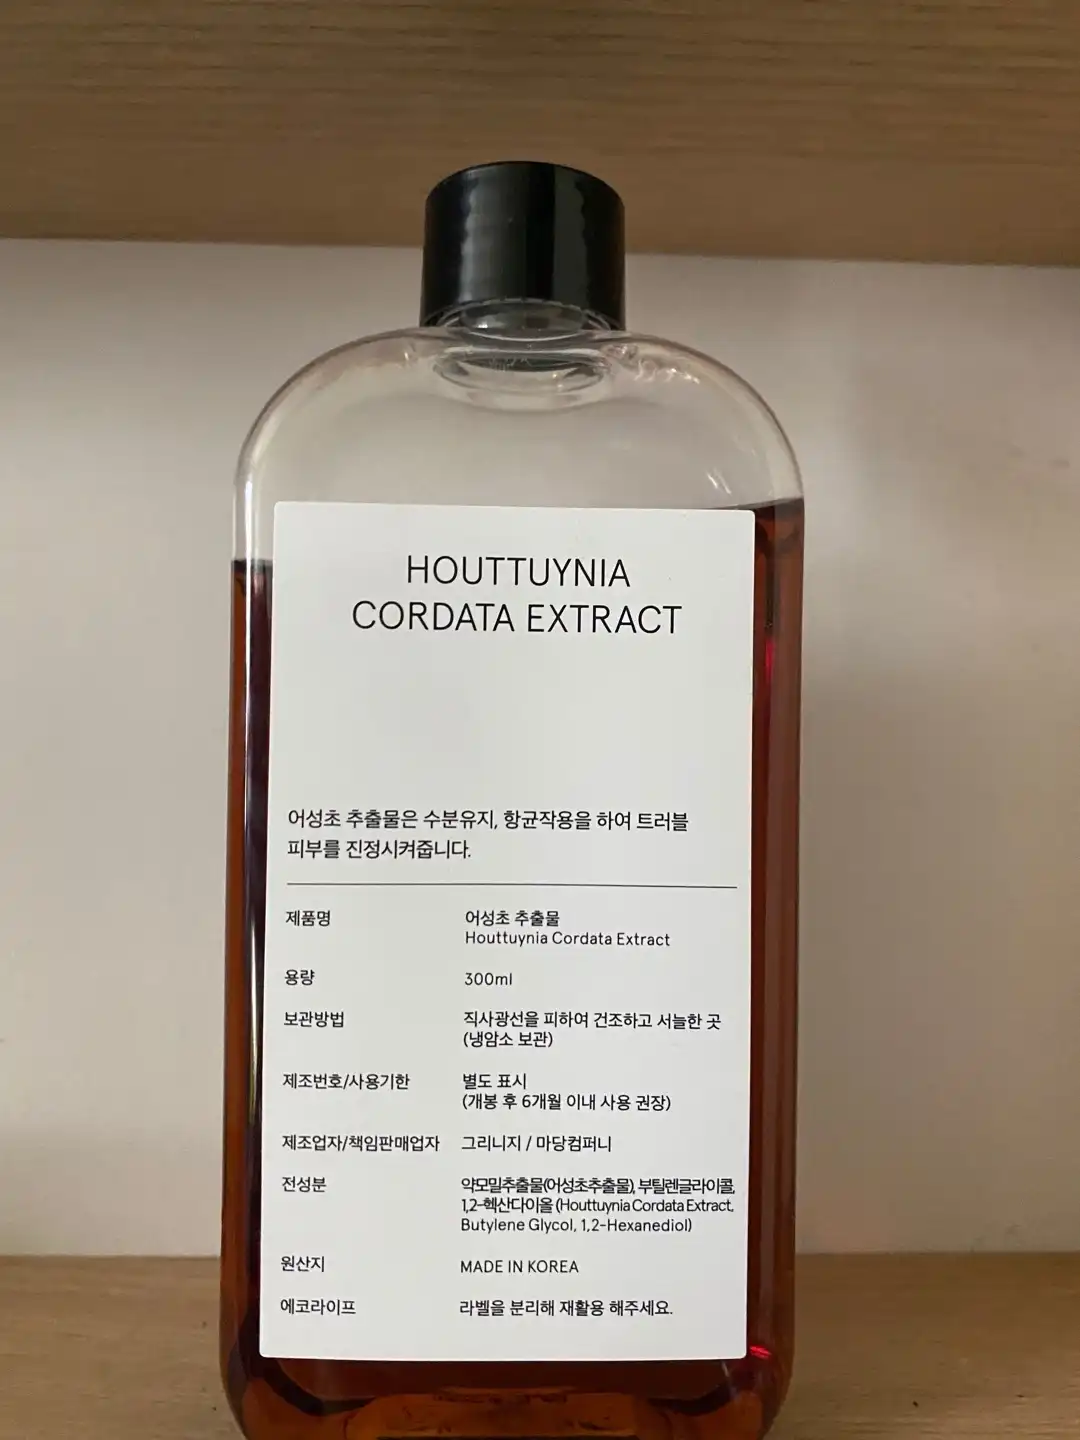 HOUTTUYNIA
CORDATA EXTRACT
어성초 추출물은 수분유지, 항균작용을 하여 트러블
피부를 진정시켜줍니다.
제품명 어성초 추출물
Houttuynia Cordata Extract
용량 300ml
보관방법 직사광선을 피하여 건조하고 서늘한 곳
(냉암소 보관)
제조번호/사용기한 별도 표시
(개봉 후 6개월 이내 사용 권장)
제조업자/책임판매업자 그리니지 / 마당컴퍼니
전성분 약모밀추출물(어성초추출물), 부틸렌글라이콜,
1,2-헥산다이올 (Houttuynia Cordata Extract,
Butylene Glycol, 1,2-Hexanediol)
원산지 MADE IN KOREA
에코라이프 라벨을 분리해 재활용 해주세요.